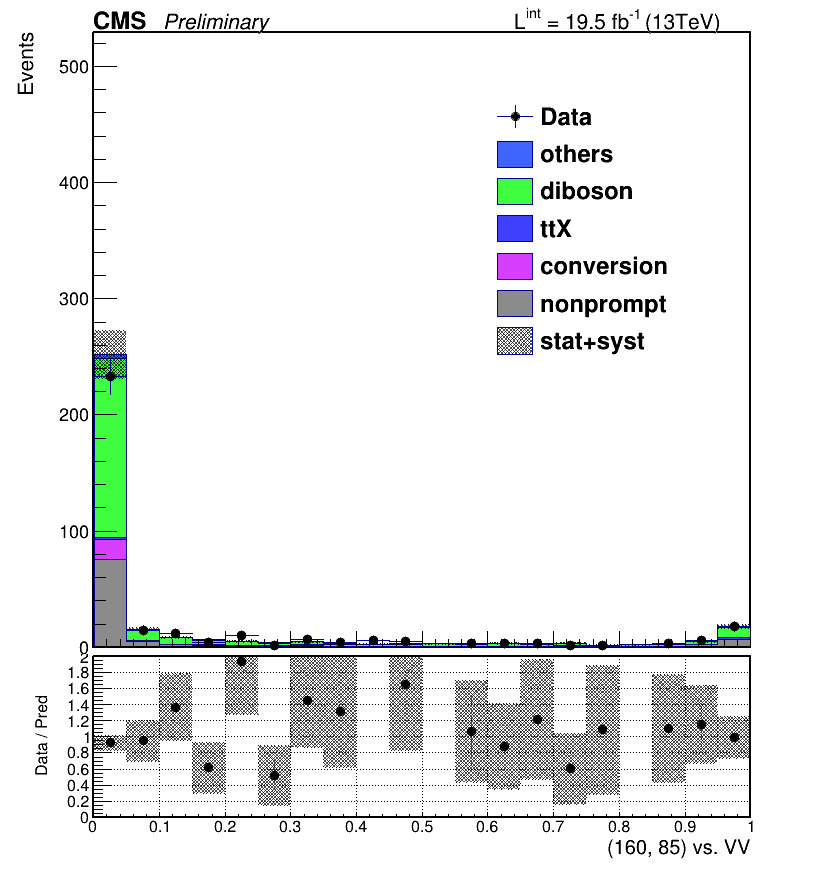 CMS Preliminary L^int = 19.5 fb^-1 (13TeV)
Events
500
400
300
200
100
0
Data
others
diboson
ttX
conversion
nonprompt
stat+syst
Data / Pred
2
1.8
1.6
1.4
1.2
1
0.8
0.6
0.4
0.2
0
0 0.1 0.2 0.3 0.4 0.5 0.6 0.7 0.8 0.9 1
(160, 85) vs. VV